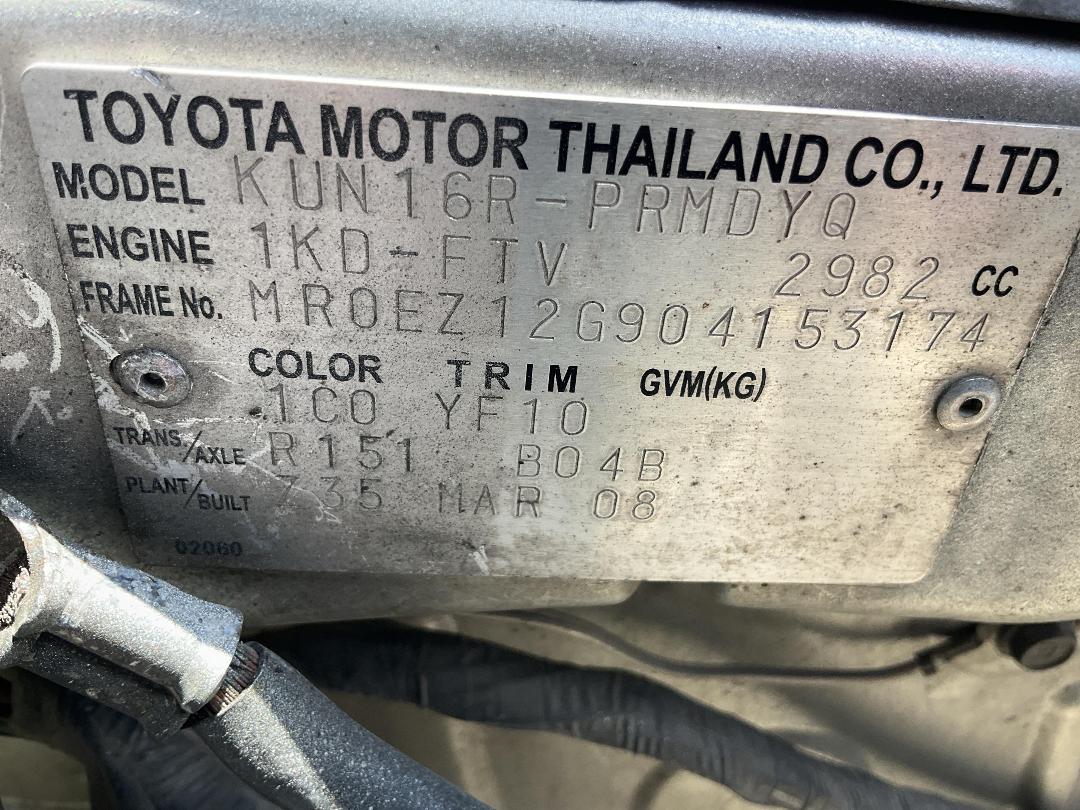 TOYOTA MOTOR THAILAND CO., LTD.
MODEL KUN16R-PRMDYQ
ENGINE 1KD-FTV 2982 CC
FRAME No. MR0EZ12G904153174
COLOR TRIM GVM(KG)
1C0 YF10
TRANS/AXLE R151 B04B
PLANT/BUILT Z35 MAR 08
02060